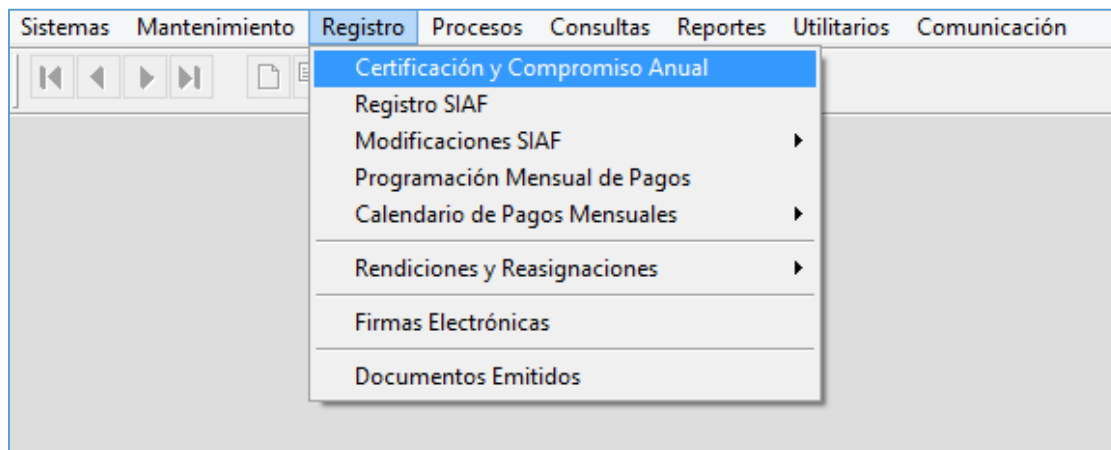 Sistemas Mantenimiento Registro Procesos Consultas Reportes Utilitarios Comunicación
Certificación y Compromiso Anual
Registro SIAF
Modificaciones SIAF
Programación Mensual de Pagos
Calendario de Pagos Mensuales
Rendiciones y Reasignaciones
Firmas Electrónicas
Documentos Emitidos